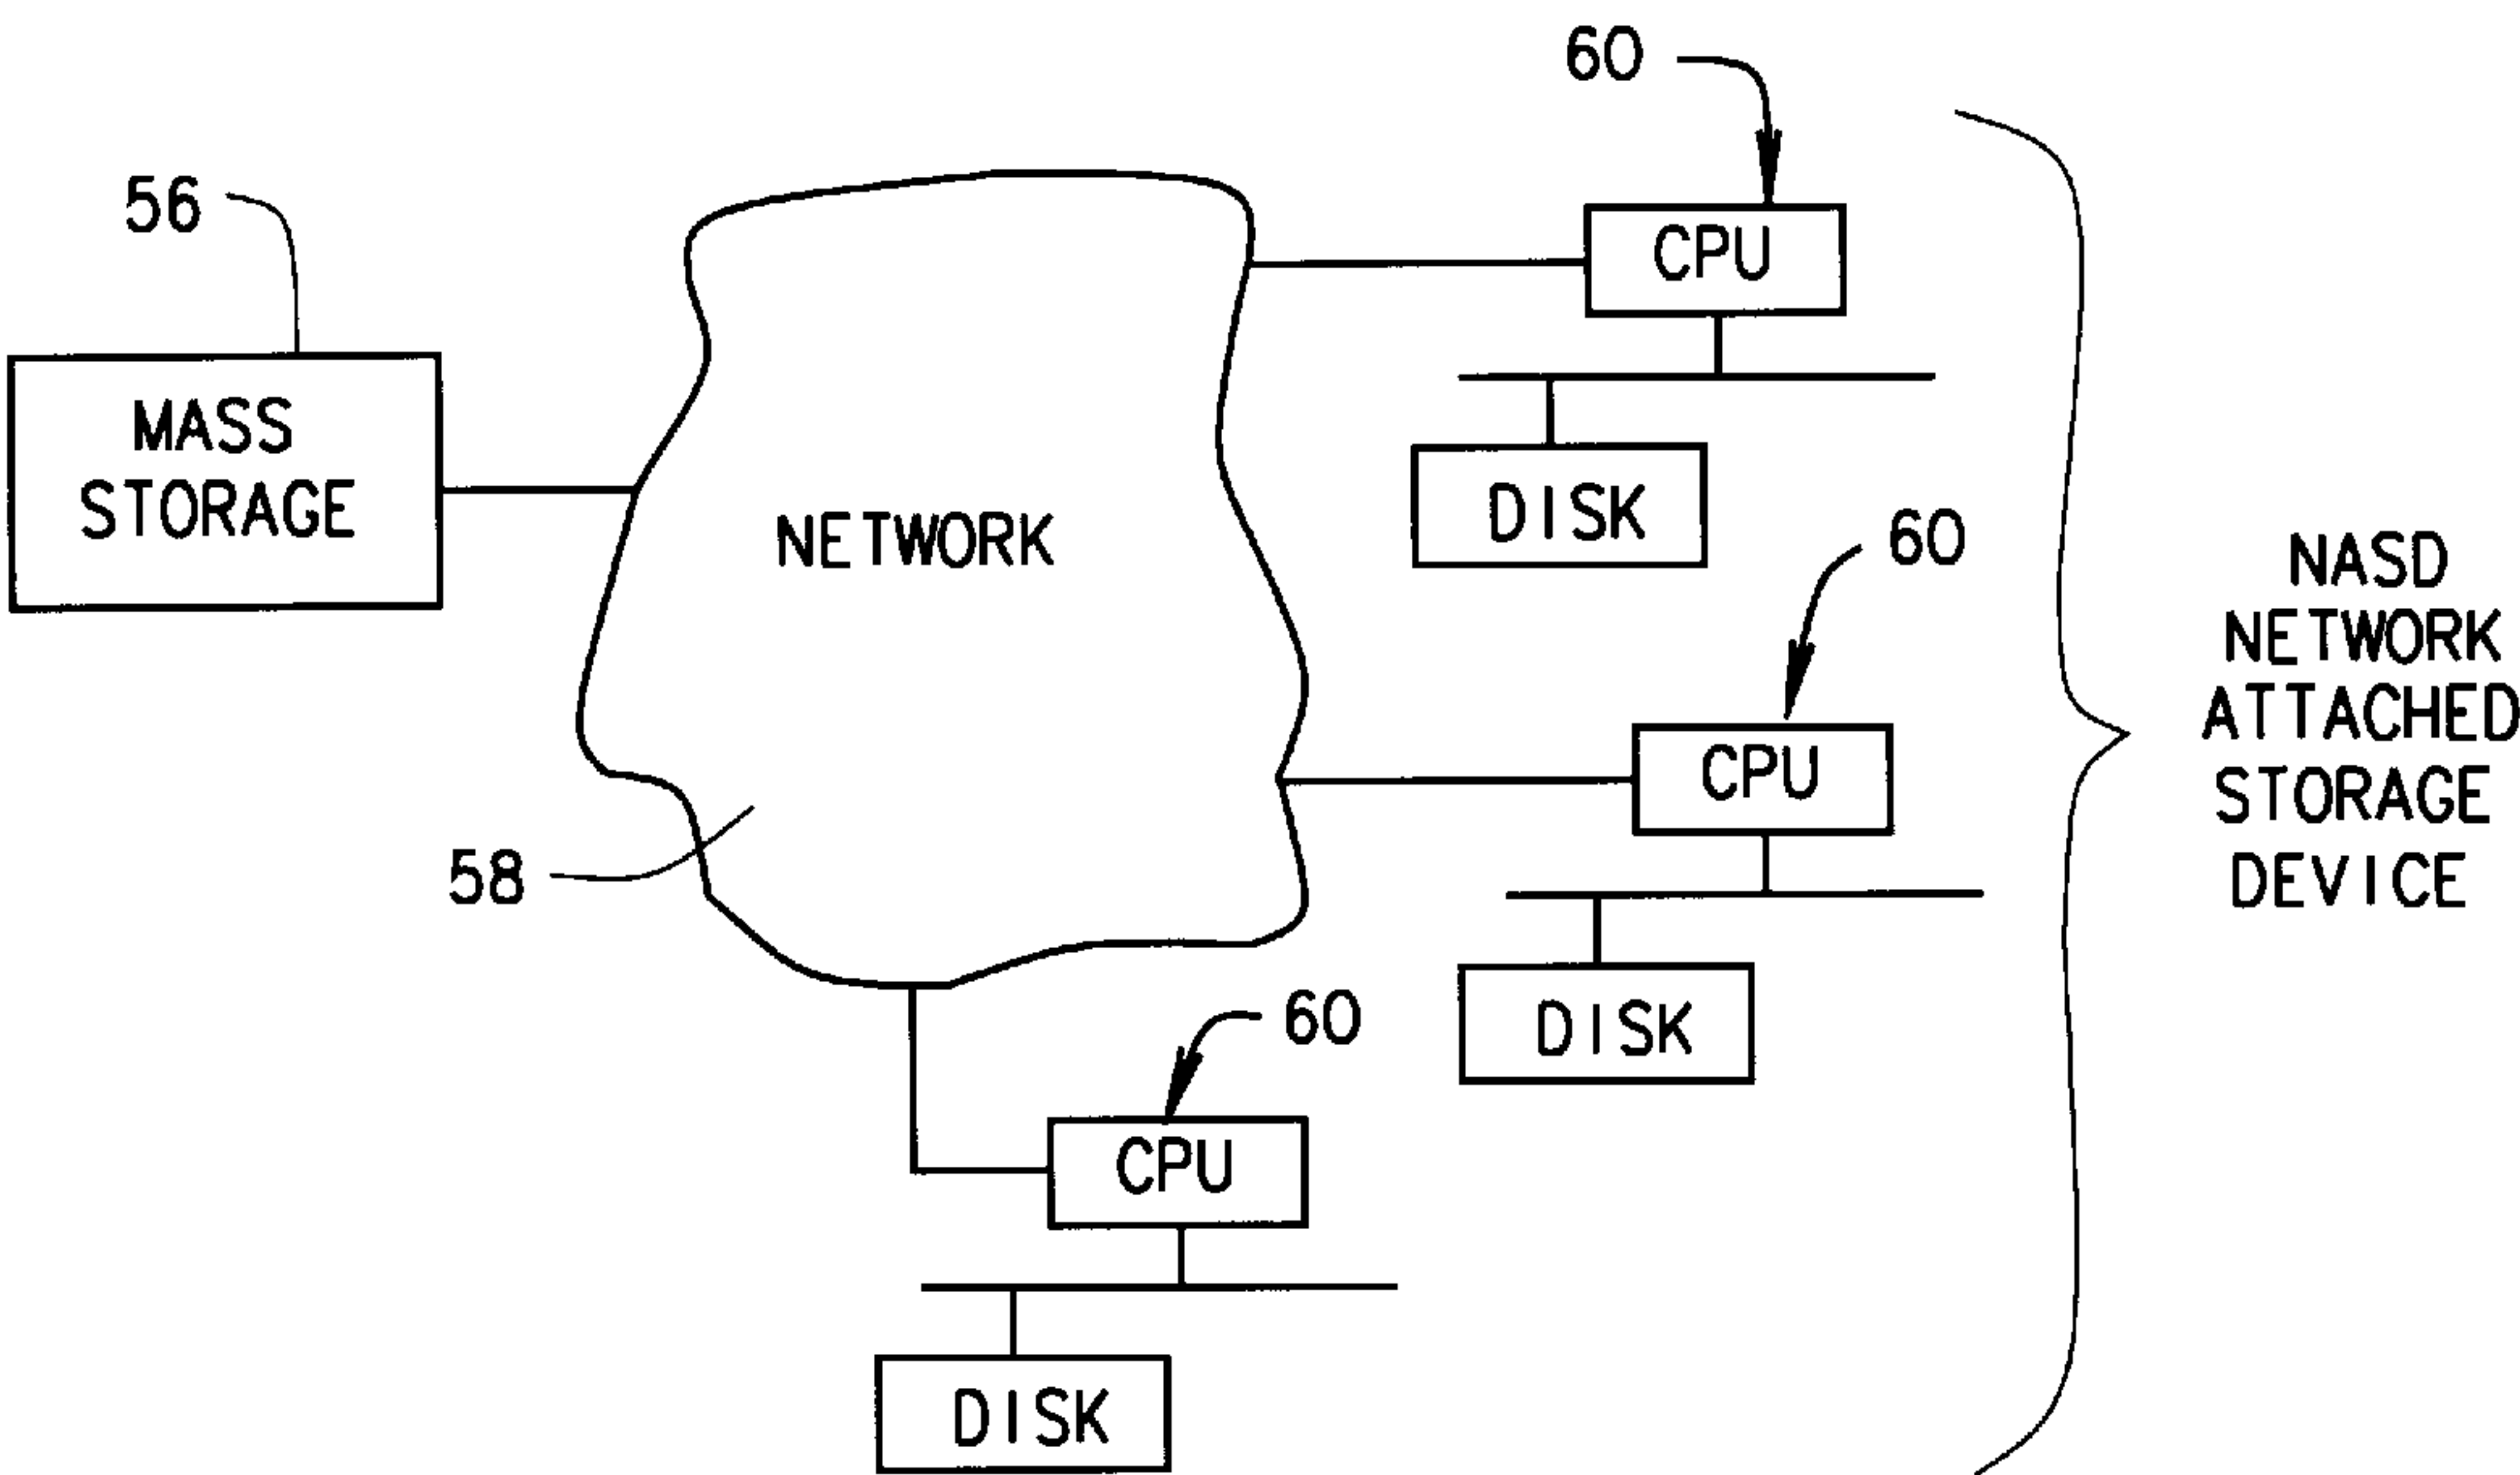 60
56
CPU
MASS
STORAGE
DISK
NETWORK
60
NASD
NETWORK
ATTACHED
STORAGE
DEVICE
CPU
58
DISK
60
CPU
DISK